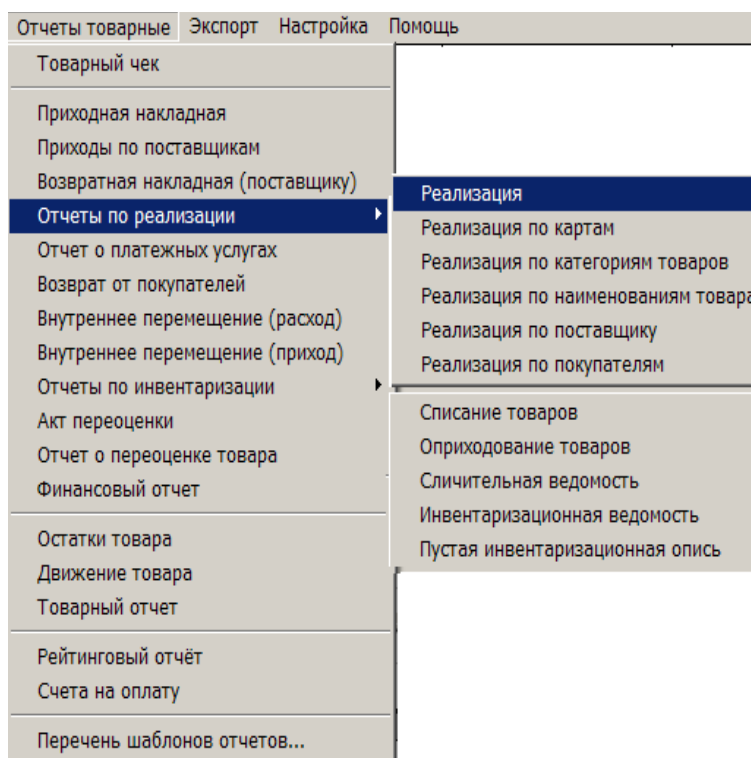 Отчеты товарные Экспорт Настройка Помощь
Товарный чек
Приходная накладная
Приходы по поставщикам
Возвратная накладная (поставщику)
Отчеты по реализации
Отчет о платежных услугах
Возврат от покупателей
Внутреннее перемещение (расход)
Внутреннее перемещение (приход)
Отчеты по инвентаризации
Акт переоценки
Отчет о переоценке товара
Финансовый отчет
Остатки товара
Движение товара
Товарный отчет
Рейтинговый отчёт
Счета на оплату
Перечень шаблонов отчетов...
Реализация
Реализация по картам
Реализация по категориям товаров
Реализация по наименованиям товара
Реализация по поставщику
Реализация по покупателям
Списание товаров
Оприходование товаров
Сличительная ведомость
Инвентаризационная ведомость
Пустая инвентаризационная опись